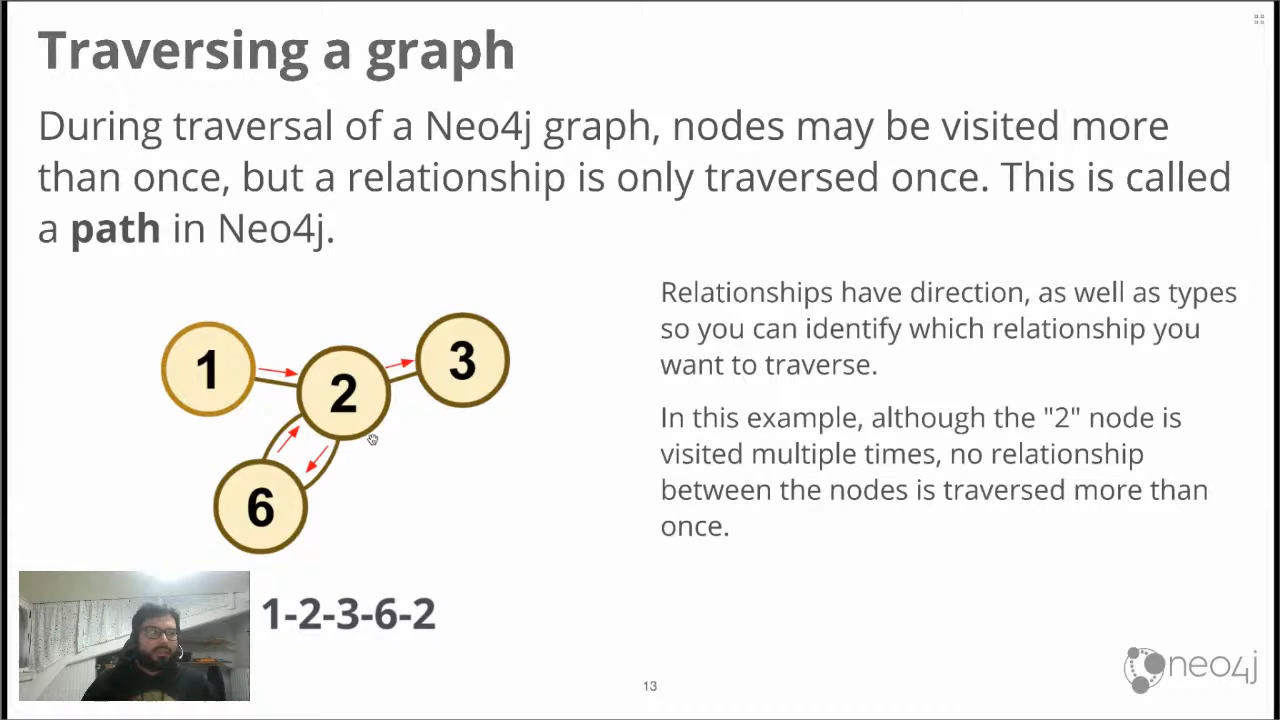 Traversing a graph
During traversal of a Neo4j graph, nodes may be visited more
than once, but a relationship is only traversed once. This is called
a path in Neo4j.
Relationships have direction, as well as types
so you can identify which relationship you
want to traverse.
In this example, although the "2" node is
visited multiple times, no relationship
between the nodes is traversed more than
once.
1
2
3
6
1-2-3-6-2
13
neo4j